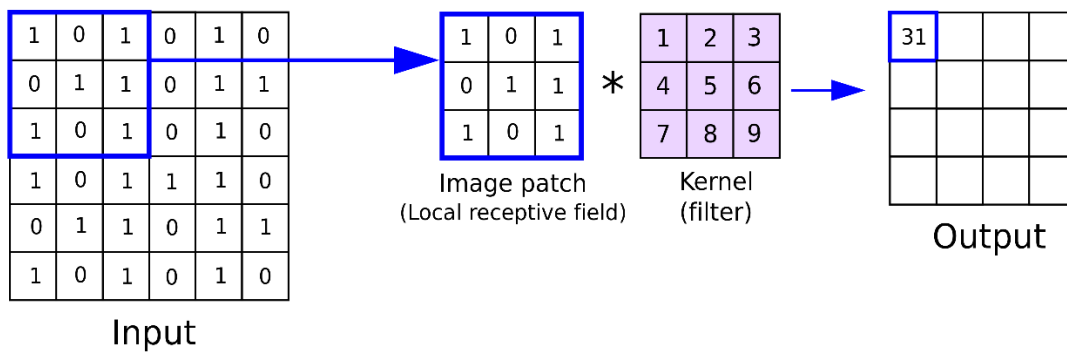 1 0 1 0 1 0
0 1 1 0 1 1
1 0 1 0 1 0
1 0 1 1 1 0
0 1 1 0 1 1
1 0 1 0 1 0
Input
1 0 1
0 1 1
1 0 1
Image patch
(Local receptive field)
*
1 2 3
4 5 6
7 8 9
Kernel
(filter)
31
Output